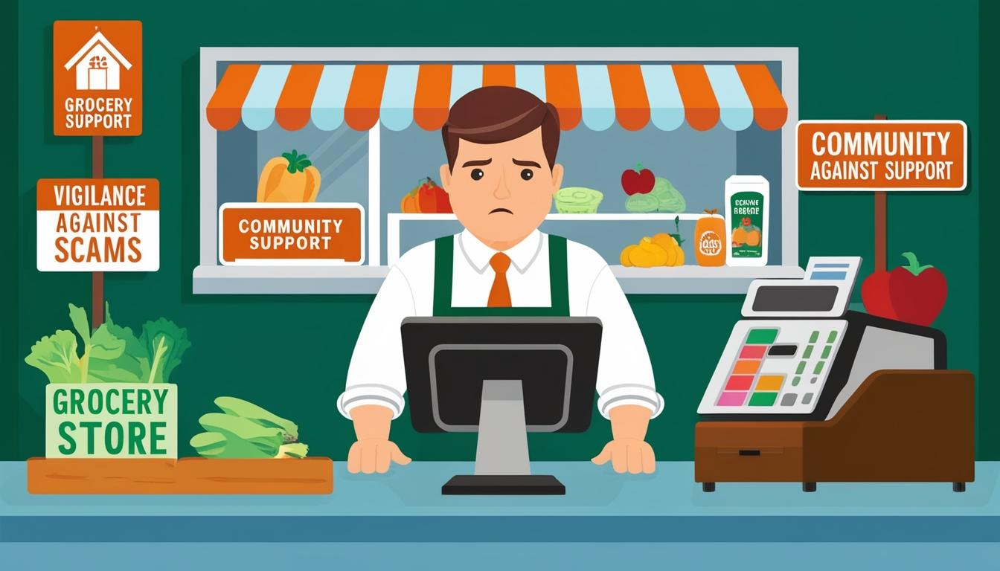 GROCERY
SUPPORT
VIGILANCE
AGAINST
SCAMS
COMMUNITY
SUPPORT
COMMUNITY
AGAINST SUPPORT
GROCERY
STORE